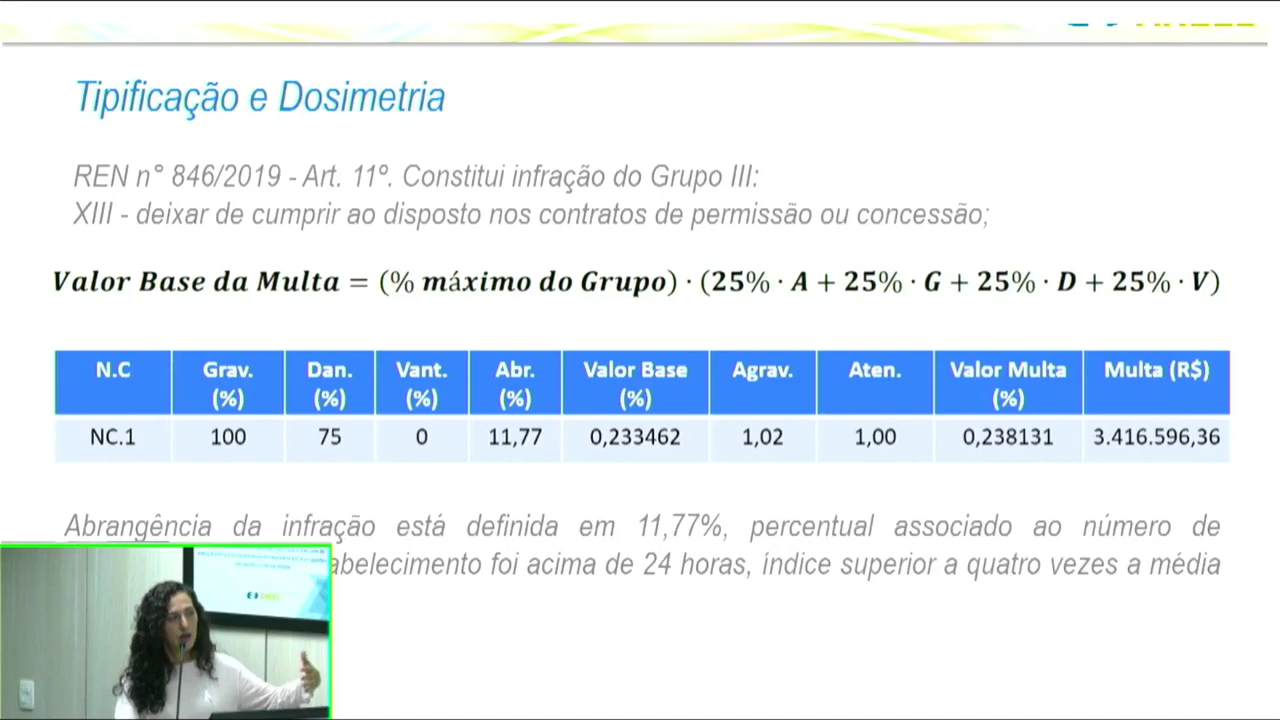 Tipificação e Dosimetria
REN n° 846/2019 - Art. 11º. Constitui infração do Grupo III:
XIII - deixar de cumprir ao disposto nos contratos de permissão ou concessão;
Valor Base da Multa = (% máximo do Grupo) · (25% · A + 25% · G + 25% · D + 25% · V)
N.C Grav. (%) Dan. (%) Vant. (%) Abr. (%) Valor Base (%) Agrav. Aten. Valor Multa (%) Multa (R$)
NC.1 100 75 0 11,77 0,233462 1,02 1,00 0,238131 3.416.596,36
Abrangência da infração está definida em 11,77%, percentual associado ao número de
foi acima de 24 horas, índice superior a quatro vezes a média